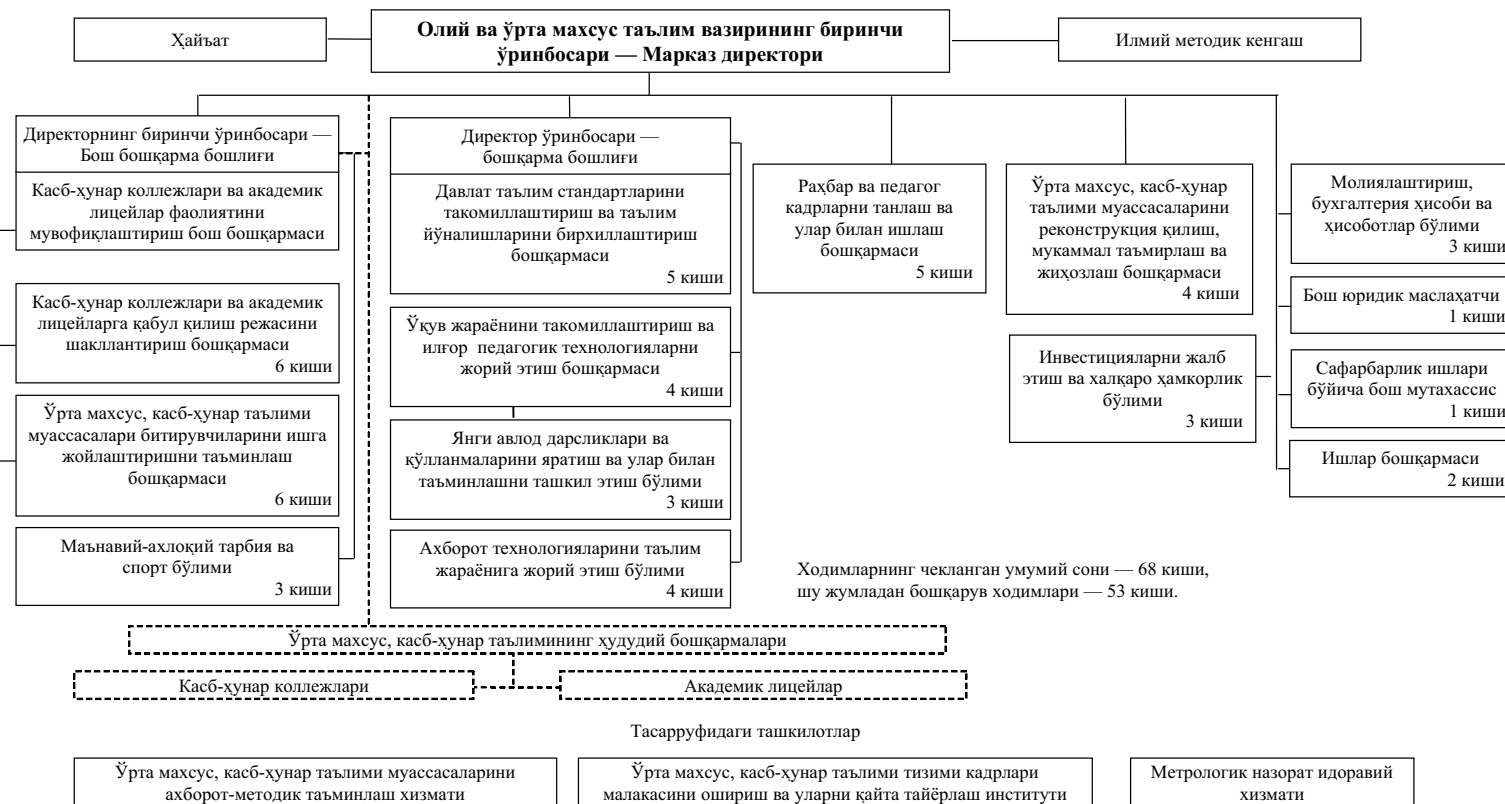 Ҳайъат
Олий ва ўрта махсус таълим вазирининг биринчи
ўринбосари — Марказ директори
Илмий методик кенгаш
Директорнинг биринчи ўринбосари —
Бош бошқарма бошлиғи
Касб-ҳунар коллежлари ва академик
лицейлар фаолиятини
мувофиқлаштириш бош бошқармаси
Касб-ҳунар коллежлари ва академик
лицейларга қабул қилиш режасини
шакллантириш бошқармаси
6 киши
Ўрта махсус, касб-ҳунар таълими
муассасалари битирувчиларини ишга
жойлаштиришни таъминлаш
бошқармаси
6 киши
Маънавий-ахлоқий тарбия ва
спорт бўлими
3 киши
Директор ўринбосари —
бошқарма бошлиғи
Давлат таълим стандартларини
такомиллаштириш ва таълим
йўналишларини бирхиллаштириш
бошқармаси
5 киши
Ўқув жараёнини такомиллаштириш ва
илғор педагогик технологияларни
жорий этиш бошқармаси
4 киши
Янги авлод дарсликлари ва
қўлланмаларини яратиш ва улар билан
таъминлашни ташкил этиш бўлими
3 киши
Ахборот технологияларини таълим
жараёнига жорий этиш бўлими
4 киши
Раҳбар ва педагог
кадрларни танлаш ва
улар билан ишлаш
бошқармаси
5 киши
Ўрта махсус, касб-ҳунар
таълими муассасаларини
реконструкция қилиш,
мукаммал таъмирлаш ва
жиҳозлаш бошқармаси
4 киши
Инвестицияларни жалб
этиш ва халқаро ҳамкорлик
бўлими
3 киши
Молиялаштириш,
бухгалтерия ҳисоби ва
ҳисоботлар бўлими
3 киши
Бош юридик маслаҳатчи
1 киши
Сафарбарлик ишлари
бўйича бош мутахассис
1 киши
Ишлар бошқармаси
2 киши
Ходимларнинг чекланган умумий сони — 68 киши,
шу жумладан бошқарув ходимлари — 53 киши.
Ўрта махсус, касб-ҳунар таълимининг ҳудудий бошқармалари
Касб-ҳунар коллежлари
Академик лицейлар
Тасарруфидаги ташкилотлар
Ўрта махсус, касб-ҳунар таълими муассасаларини
ахборот-методик таъминлаш хизмати
Ўрта махсус, касб-ҳунар таълими тизими кадрлари
малакасини ошириш ва уларни қайта тайёрлаш институти
Метрологик назорат идоравий
хизмати